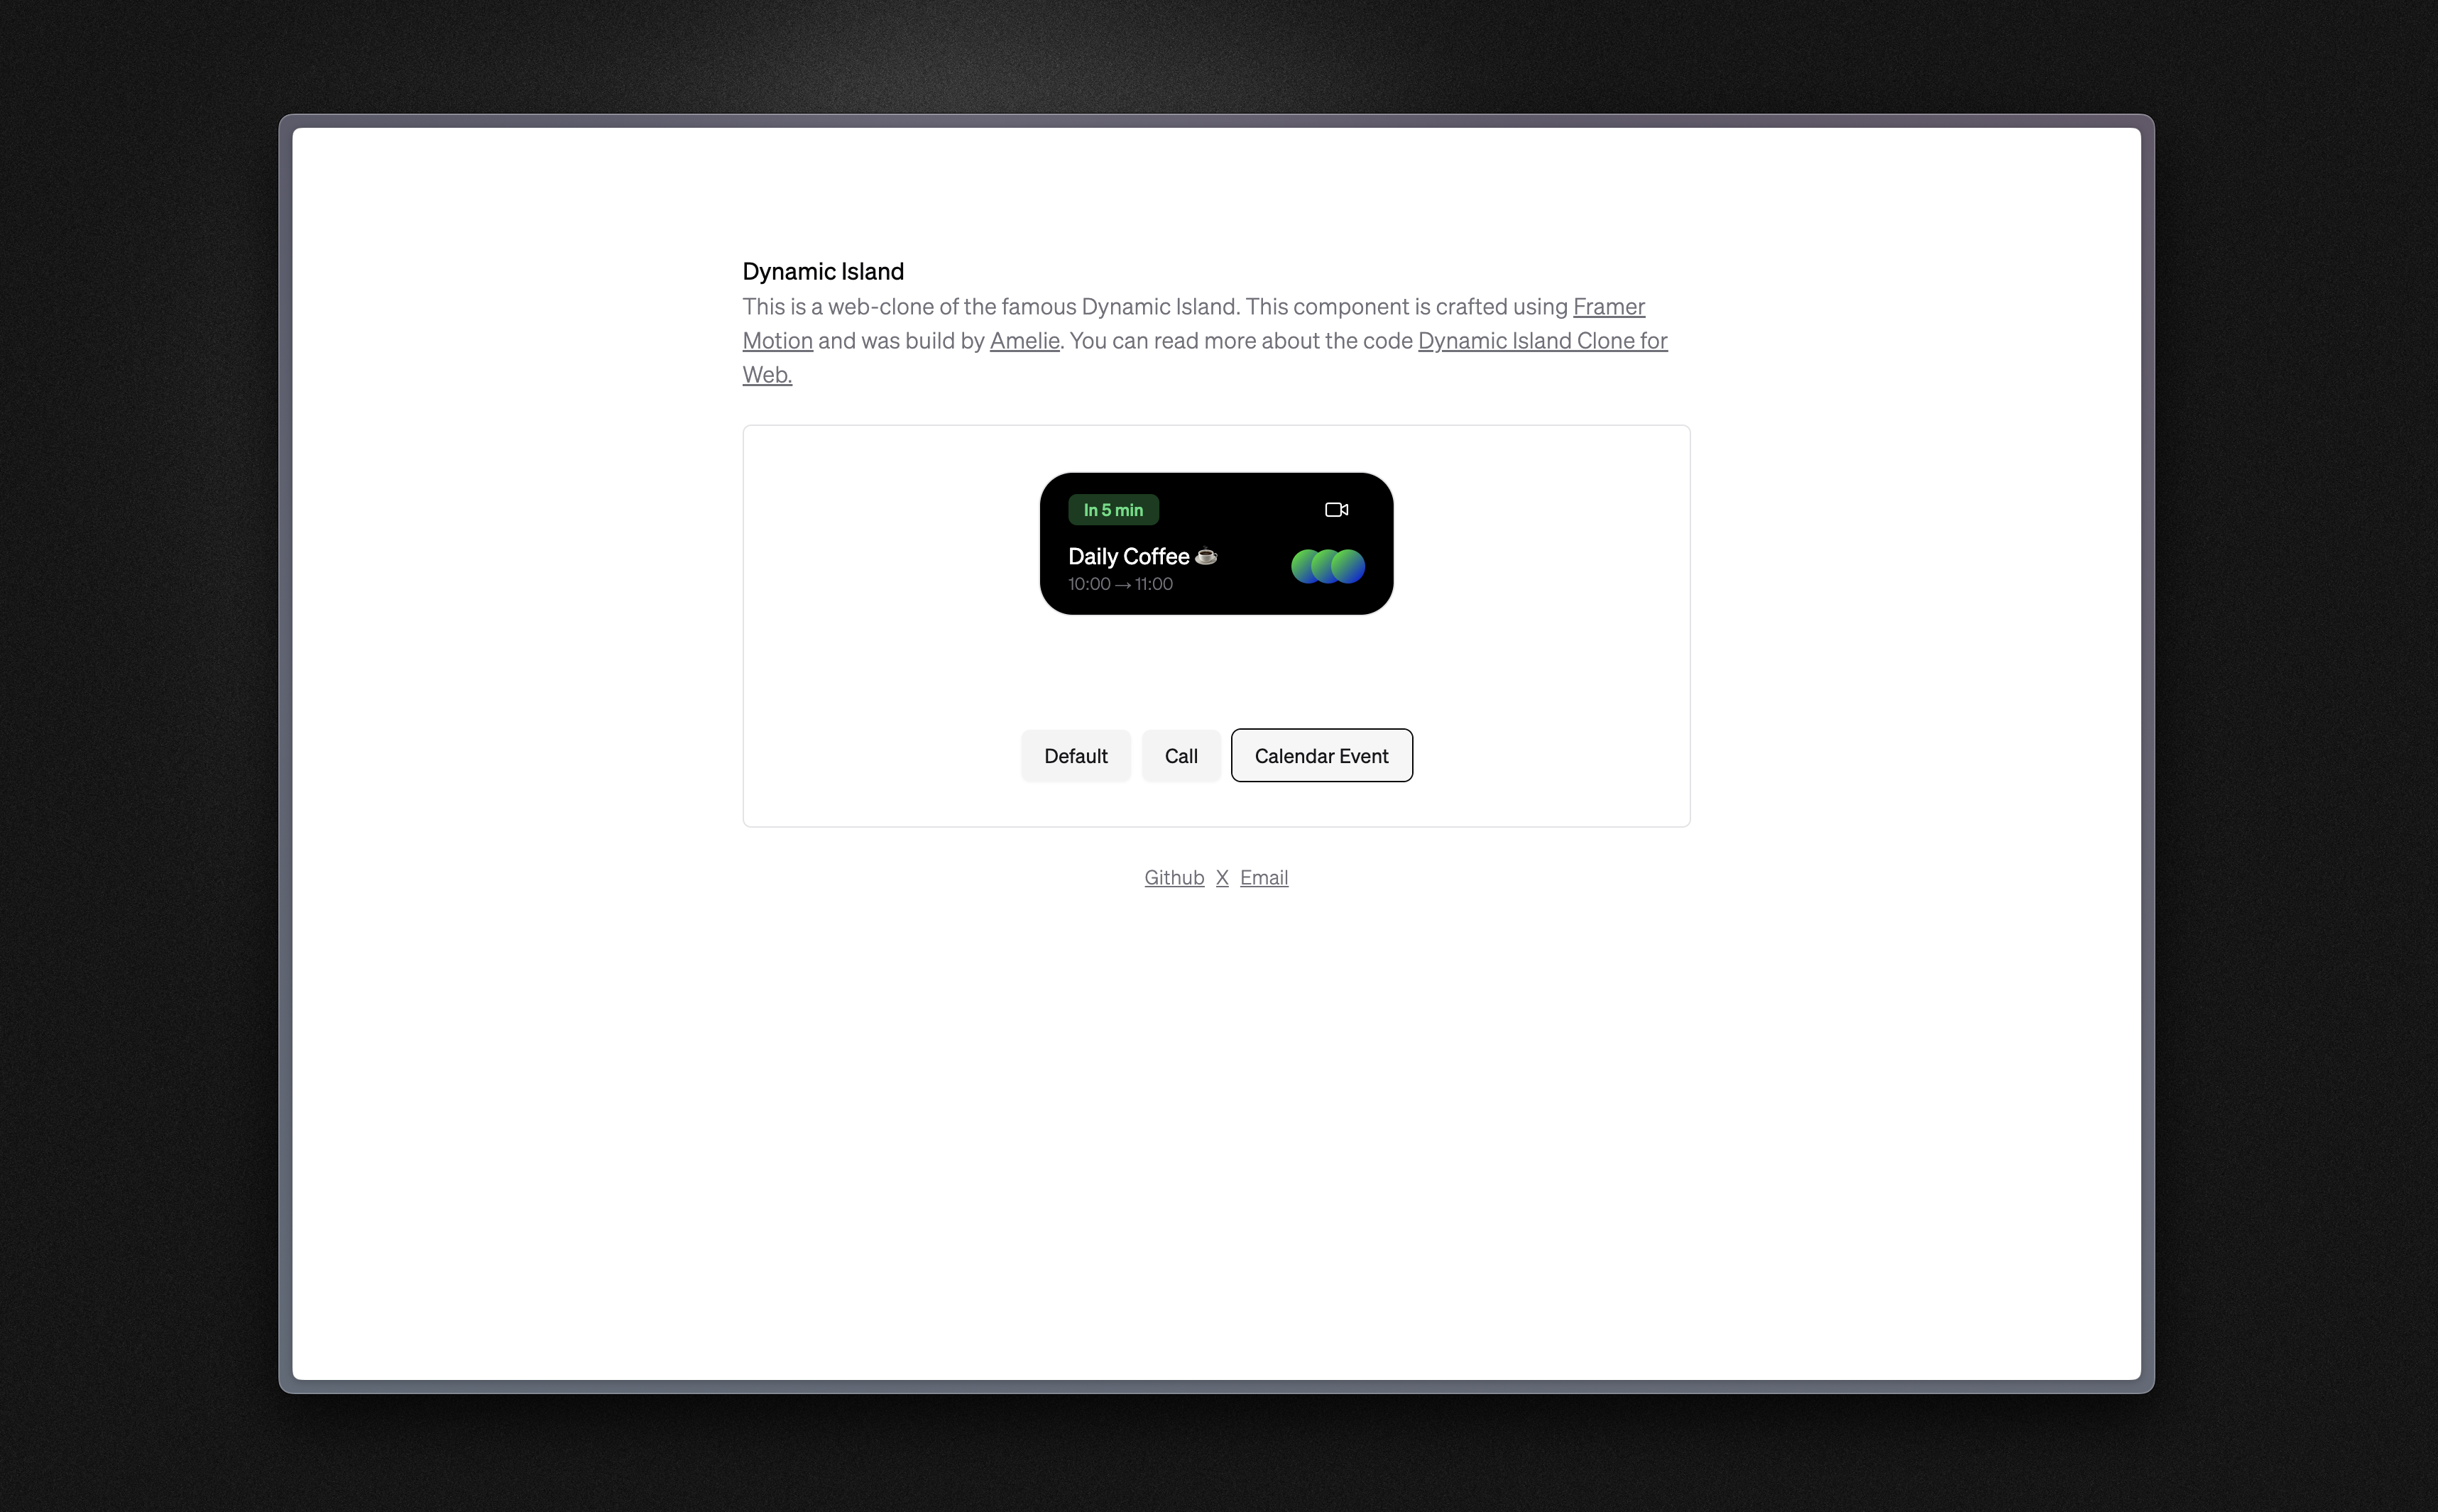 Dynamic Island
This is a web-clone of the famous Dynamic Island. This component is crafted using Framer
Motion and was build by Amelie. You can read more about the code Dynamic Island Clone for
Web.
In 5 min
Daily Coffee ☕
10:00 → 11:00
Default Call Calendar Event
Github X Email